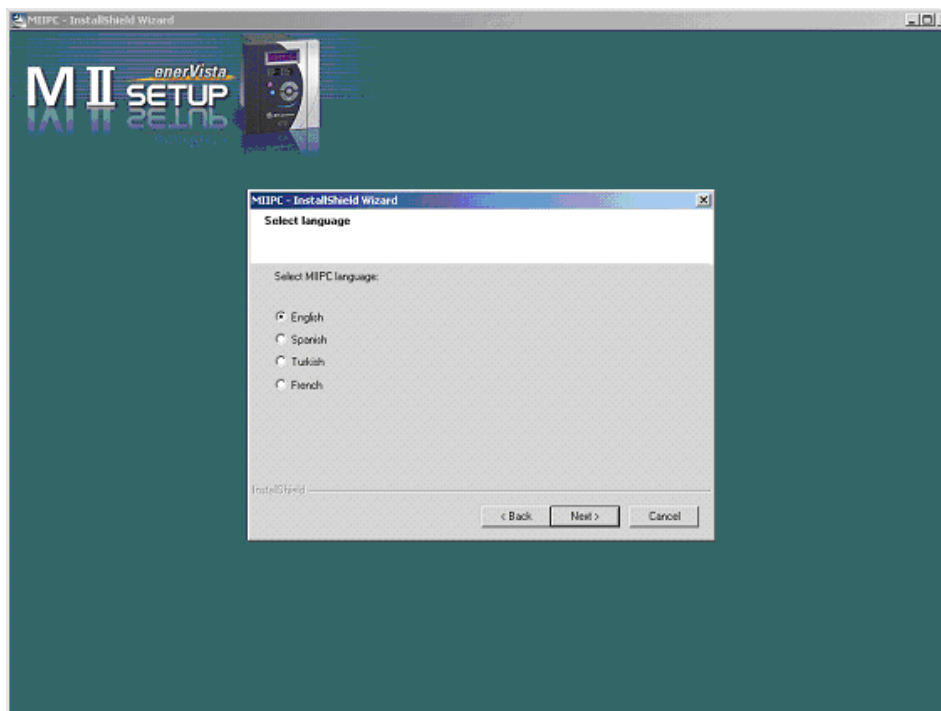 MIIPC - InstallShield Wizard
enerVista
M II SETUP
MIIPC - InstallShield Wizard
Select language
Select MIIPC language:
English
Spanish
Turkish
French
InstallShield
< Back
Next >
Cancel